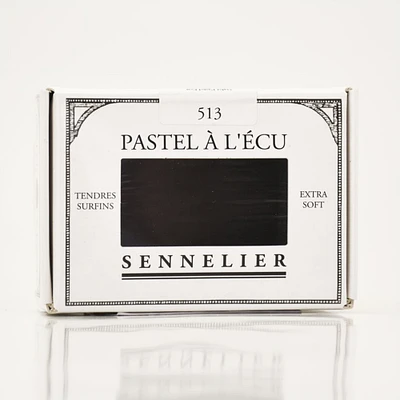 513
PASTEL À L'ÉCU
TENDRES
SURFINS
EXTRA
SOFT
SENNELIER